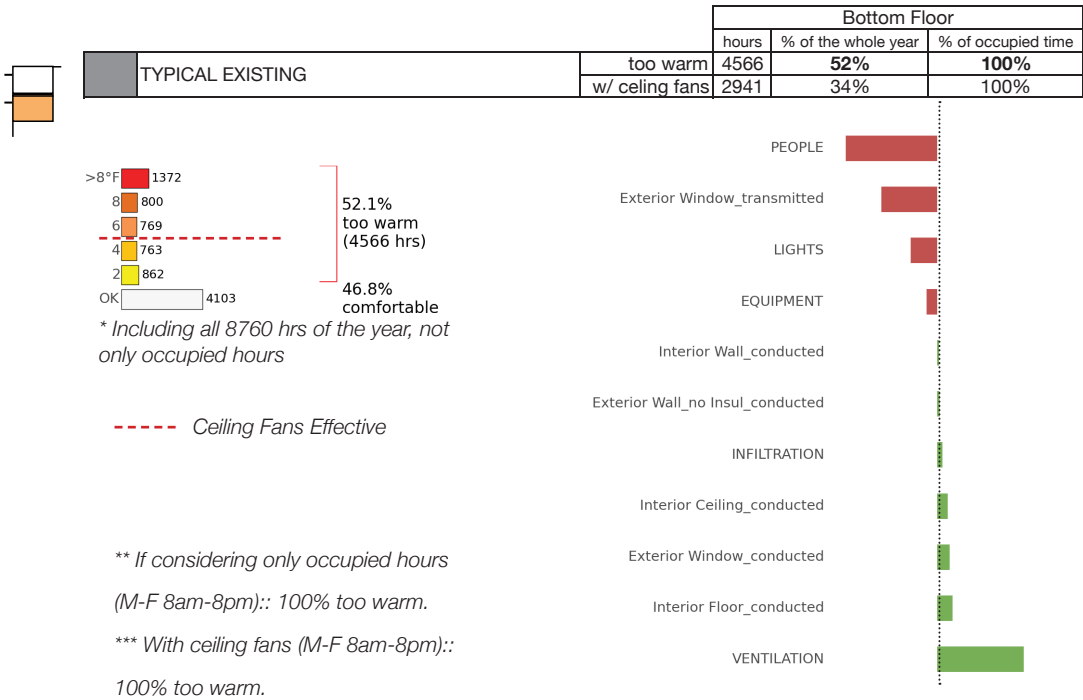 Bottom Floor
hours % of the whole year % of occupied time
TYPICAL EXISTING too warm 4566 52% 100%
w/ celing fans 2941 34% 100%
>8°F 1372
8 800
6 769
4 763
2 862
OK 4103
52.1%
too warm
(4566 hrs)
46.8%
comfortable
* Including all 8760 hrs of the year, not
only occupied hours
Ceiling Fans Effective
** If considering only occupied hours
(M-F 8am-8pm):: 100% too warm.
*** With ceiling fans (M-F 8am-8pm)::
100% too warm.
PEOPLE
Exterior Window_transmitted
LIGHTS
EQUIPMENT
Interior Wall_conducted
Exterior Wall_no Insul_conducted
INFILTRATION
Interior Ceiling_conducted
Exterior Window_conducted
Interior Floor_conducted
VENTILATION